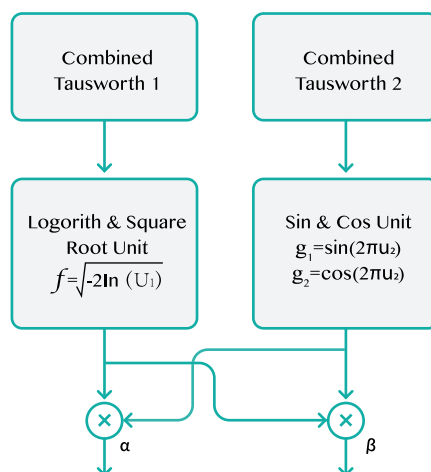 Combined
Tausworth 1
Combined
Tausworth 2
Logorith & Square
Root Unit
f=√-2ln (U₁)
Sin & Cos Unit
g₁=sin(2πu₂)
g₂=cos(2πu₂)
×
×
α
β